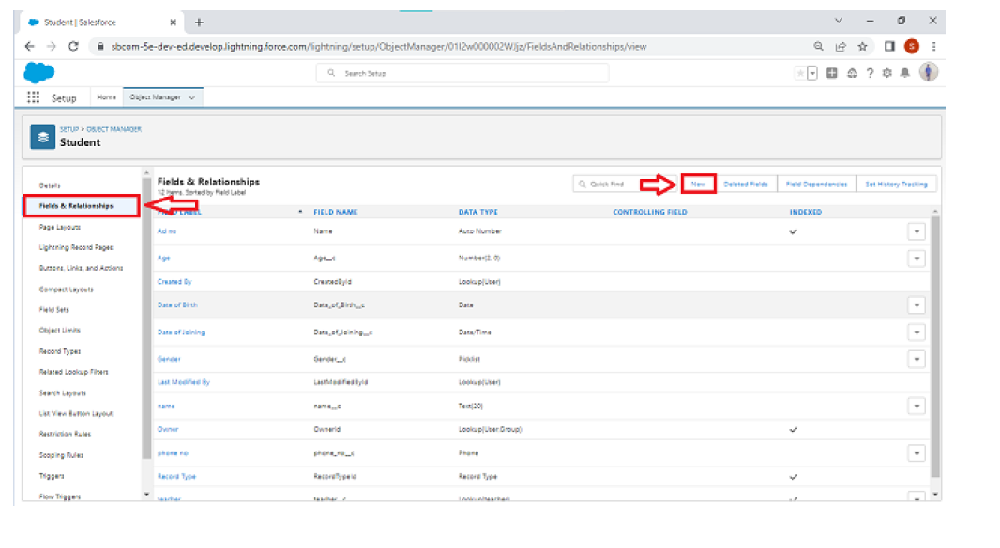 Student | Salesforce
sbcom-5e-dev-ed.develop.lightning.force.com/lightning/setup/ObjectManager/01I2w000002WJjz/FieldsAndRelationships/view
S
Search Setup
Setup Home Object Manager
SETUP > OBJECT MANAGER
Student
Details
Fields & Relationships
Page Layouts
Lightning Record Pages
Buttons, Links, and Actions
Compact Layouts
Field Sets
Object Limits
Record Types
Related Lookup Filters
Search Layouts
List View Button Layout
Restriction Rules
Scoping Rules
Triggers
Flow Triggers
Fields & Relationships
12 Items. Sorted by Field Label
Quick Find New Deleted Fields Field Dependencies Set History Tracking
FIELD LABEL FIELD NAME DATA TYPE CONTROLLING FIELD INDEXED
Ad no Name Auto Number
Age Age__c Number(2, 0)
Created By CreatedById Lookup(User)
Date of Birth Date_of_Birth__c Date
Date of Joining Date_of_Joining__c Date/Time
Gender Gender__c Picklist
Last Modified By LastModifiedById Lookup(User)
name name__c Text(20)
Owner OwnerId Lookup(User,Group)
phone no phone_no__c Phone
Record Type RecordTypeId Record Type
teacher teacher__c Lookup(teacher)